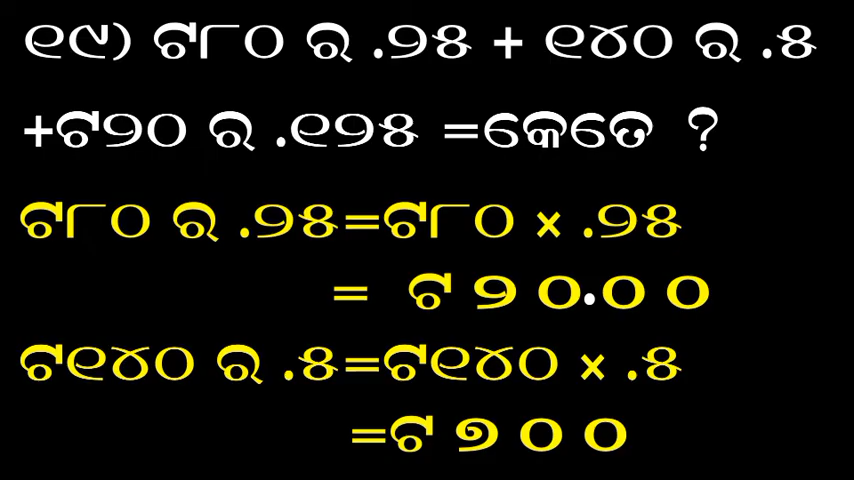 ୧୯) ଟ୮୦ ର .୨୫ + ୧୪୦ ର .୫
+ଟ୨୦ ର .୧୨୫ =କେତେ ?
ଟ୮୦ ର .୨୫=ଟ୮୦ × .୨୫
= ଟ ୨ ୦.୦ ୦
ଟ୧୪୦ ର .୫=ଟ୧୪୦ × .୫
=ଟ ୭ ୦ ୦